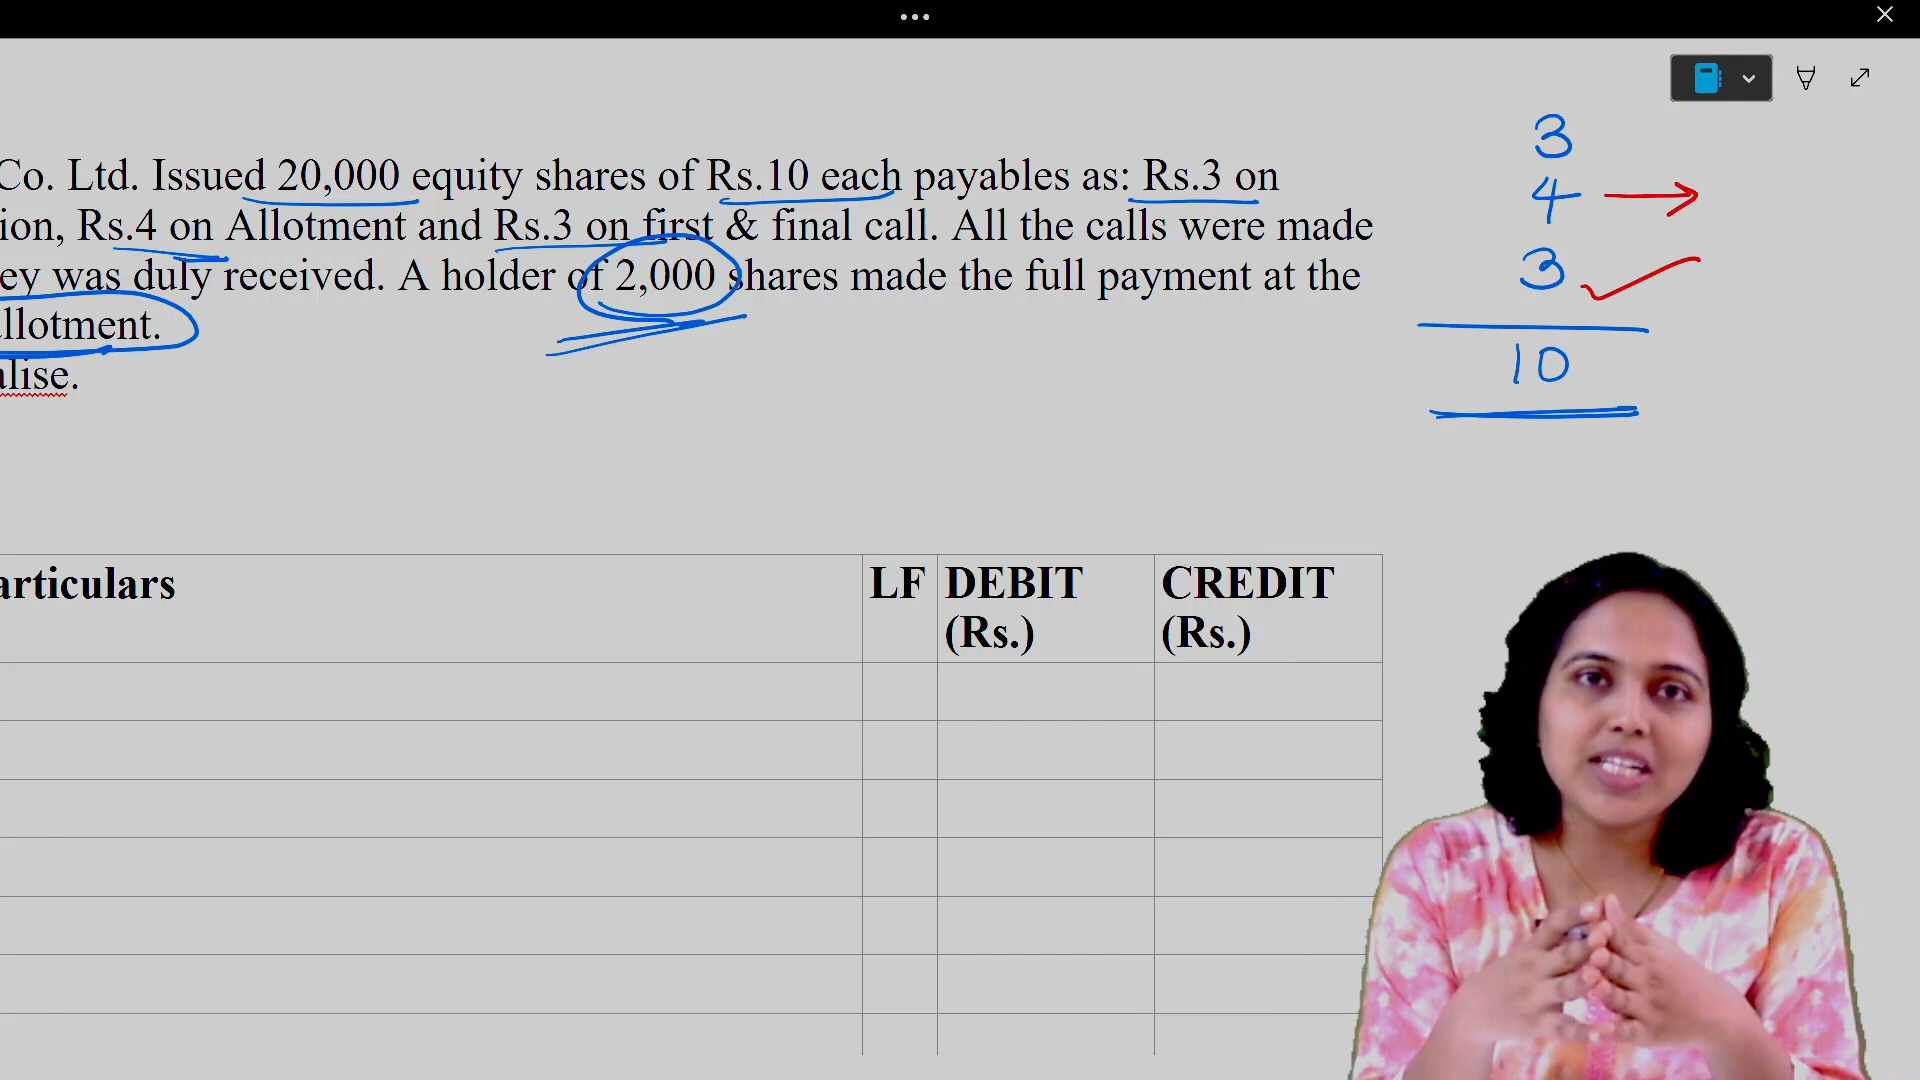 Co. Ltd. Issued 20,000 equity shares of Rs.10 each payables as: Rs.3 on
ion, Rs.4 on Allotment and Rs.3 on first & final call. All the calls were made
ey was duly received. A holder of 2,000 shares made the full payment at the
allotment.
alise.
3
4
3
10
articulars LF DEBIT CREDIT
(Rs.) (Rs.)